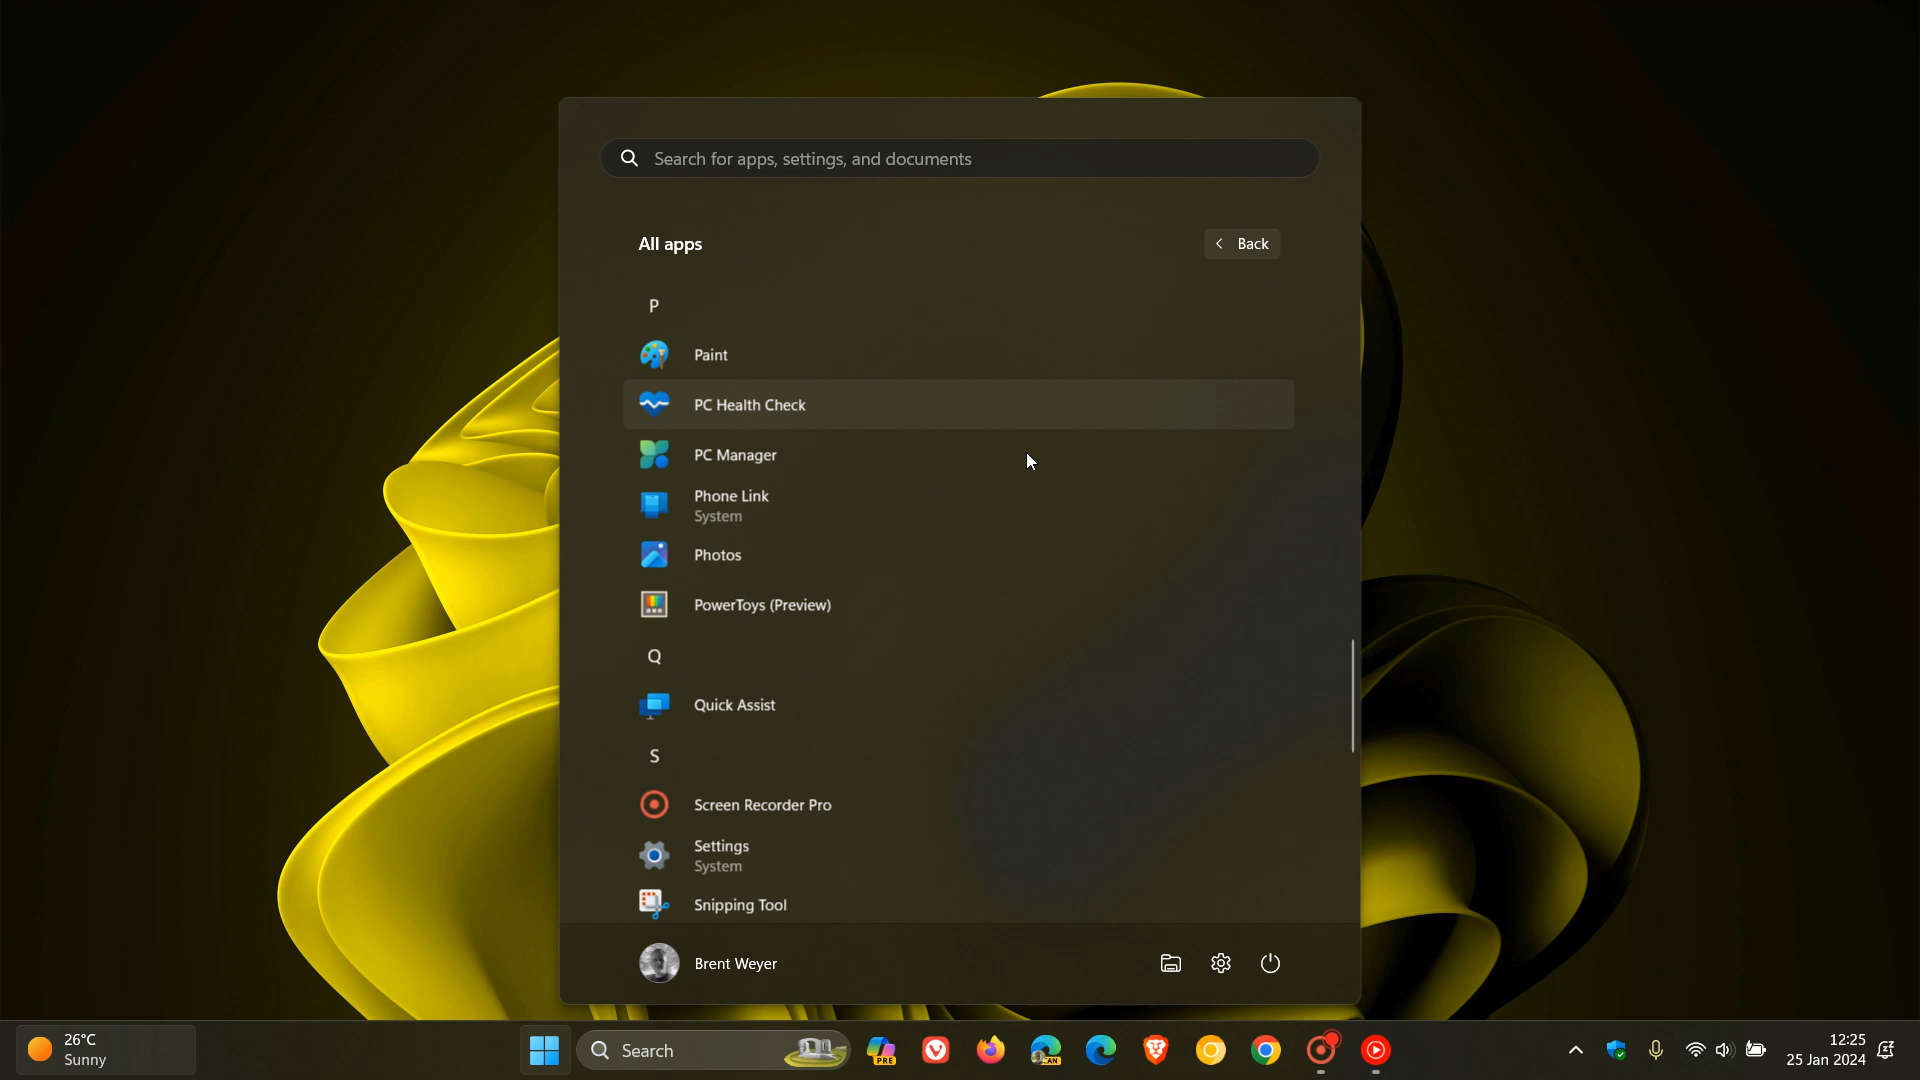 Search for apps, settings, and documents
All apps
Back
P
Paint
PC Health Check
PC Manager
Phone Link
System
Photos
PowerToys (Preview)
Q
Quick Assist
S
Screen Recorder Pro
Settings
System
Snipping Tool
Brent Weyer
26°C
Sunny
Search
PRE
CAN
12:25
25 Jan 2024